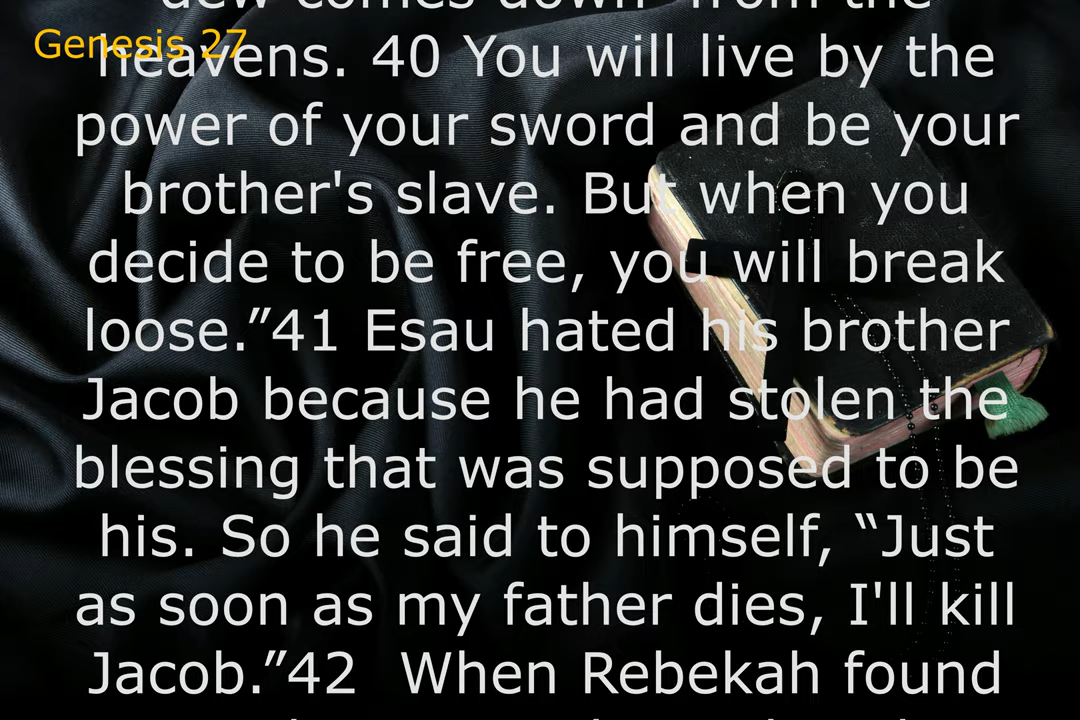 dew comes down from the
Genesis 27
heavens. 40 You will live by the
power of your sword and be your
brother's slave. But when you
decide to be free, you will break
loose.”41 Esau hated his brother
Jacob because he had stolen the
blessing that was supposed to be
his. So he said to himself, “Just
as soon as my father dies, I'll kill
Jacob.”42  When Rebekah found